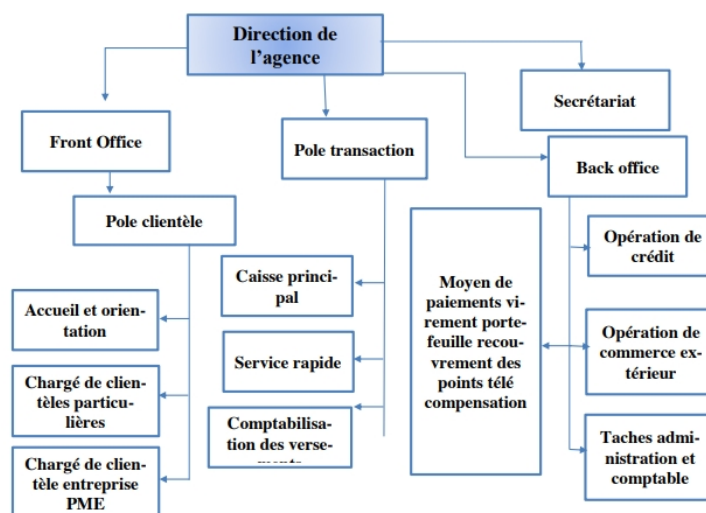 Direction de
l'agence
Secrétariat
Front Office
Pole transaction
Back office
Pole clientèle
Opération de
crédit
Caisse princi-
pal
Moyen de
paiements vi-
rement porte-
feuille recou-
vrement des
points télé
compensation
Accueil et orien-
tation
Opération de
commerce ex-
térieur
Service rapide
Chargé de clien-
tèles particu-
lières
Comptabilisa-
tion des verse-
ments
Taches adminis-
tration et
comptable
Chargé de clien-
tèle entreprise
PME